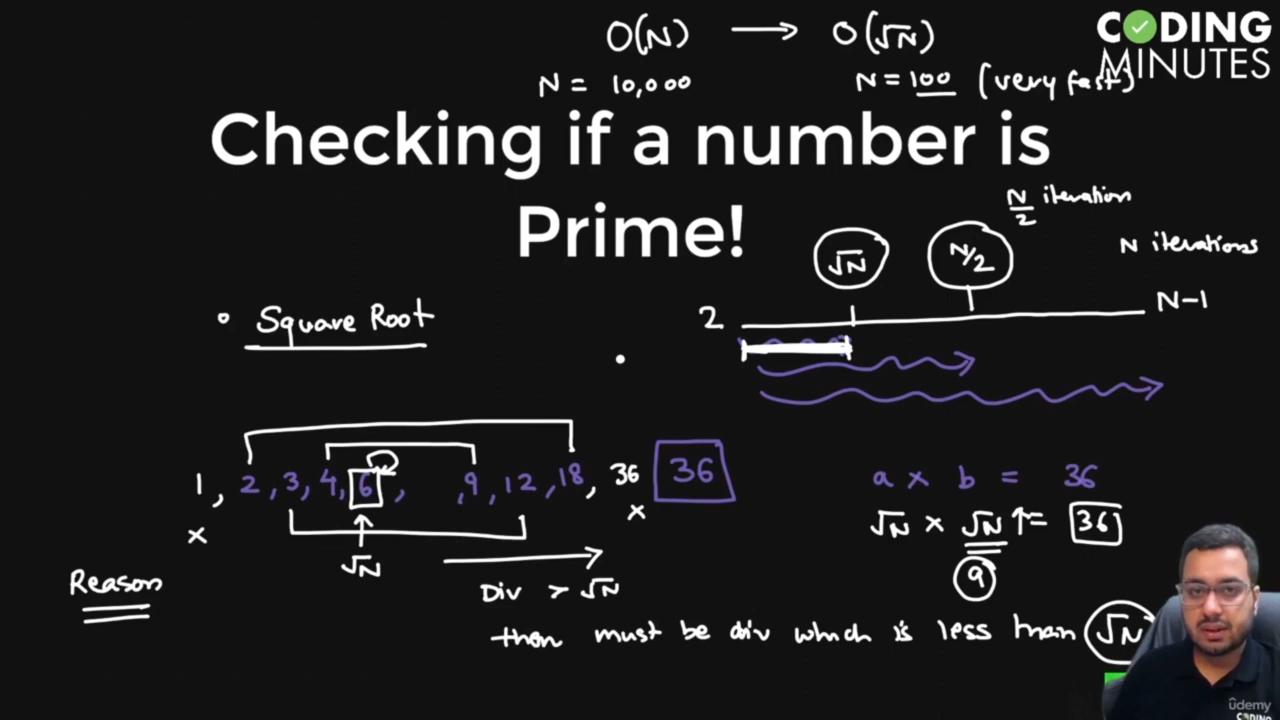 O(N) → O(√N)
CODING
MINUTES
N = 10,000 N = 100 (very fast)
Checking if a number is
Prime!
N/2 iteration
N iterations
√N N/2
2 N-1
• Square Root
1, 2, 3, 4, 6, ,9, 12, 18, 36 36
x x
√N
Div > √N
Reason
a x b = 36
√N x √N ↑= 36
9
then must be div which is less than √N
ûdemy
CODING